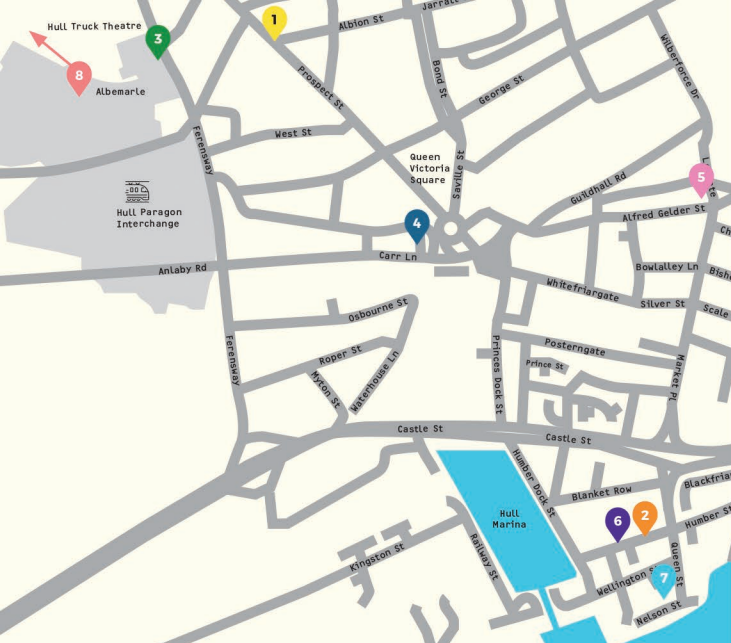 Hull Truck Theatre
1
Albion St
Jarratt
3
8
Albemarle
Prospect St
Bond St
Wilberforce Dr
George St
Ferensway
West St
Queen
Victoria
Square
Saville St
Guildhall Rd
5
Hull Paragon
Interchange
4
Alfred Gelder St
Carr Ln
Anlaby Rd
Bowlalley Ln
Whitefriargate
Silver St
Scale
Osbourne St
Ferensway
Roper St
Myton St
Waterhouse Ln
Princes Dock St
Posterngate
Prince St
Market Pl
Castle St
Castle St
Humber Dock St
Blanket Row
Hull
Marina
6
2
Humber St
Kingston St
Railway St
Wellington S
7
Queen St
Nelson St